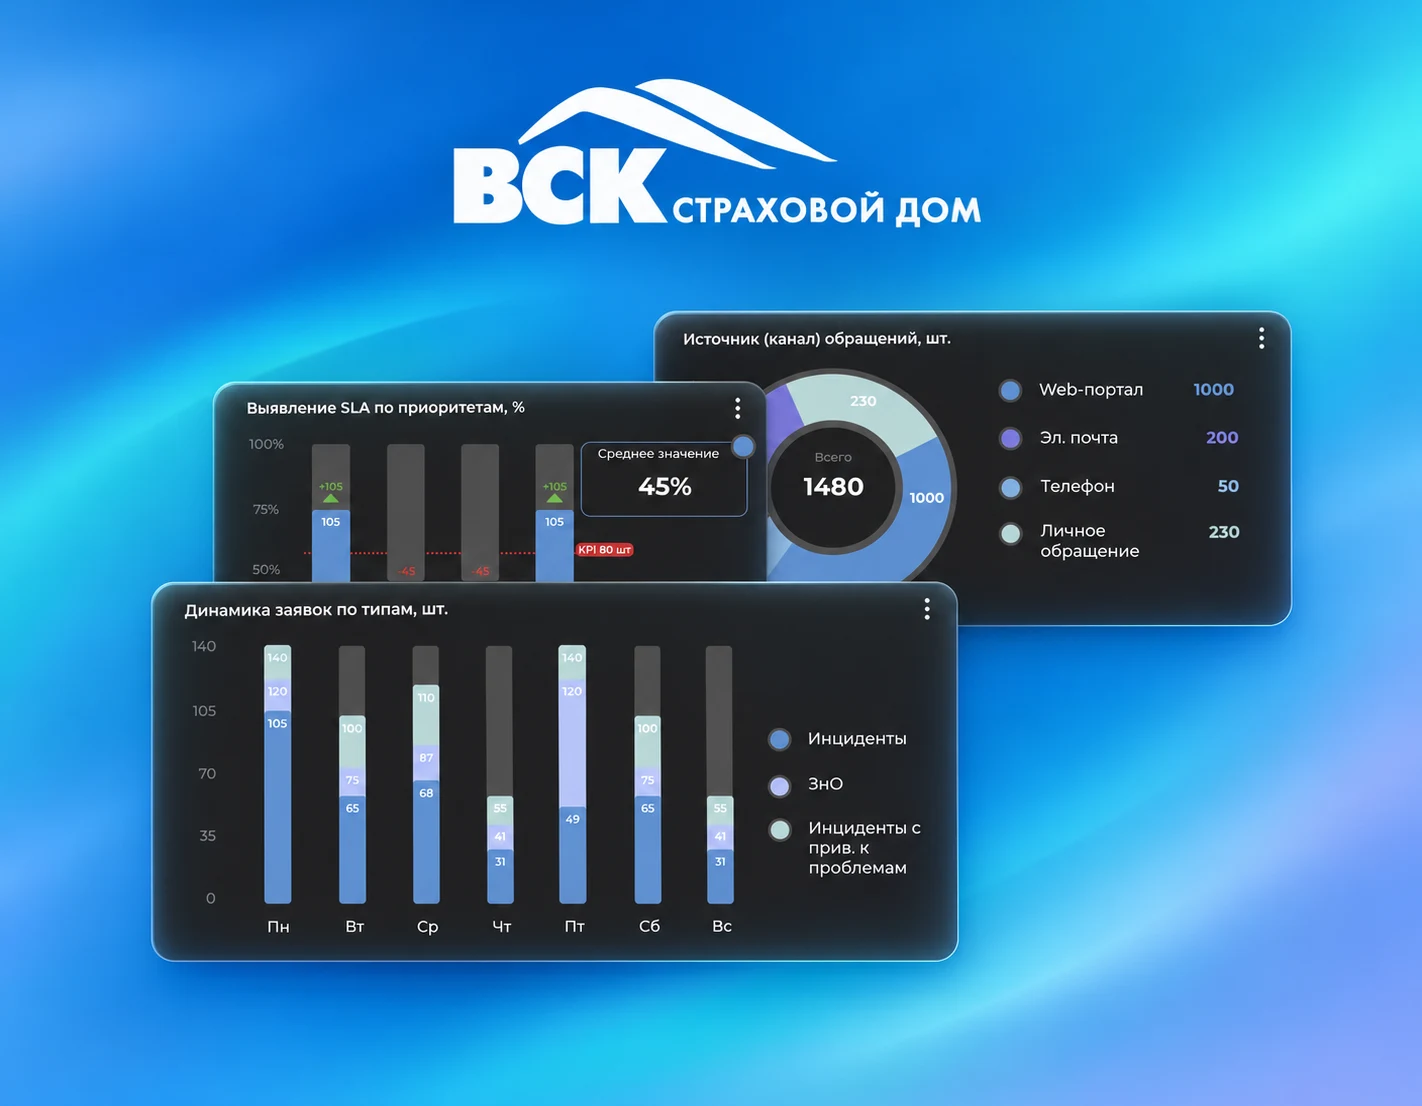 ВСК СТРАХОВОЙ ДОМ
Источник (канал) обращений, шт.
230
Всего
1480
1000
Web-портал 1000
Эл. почта 200
Телефон 50
Личное 230
обращение
Выявление SLA по приоритетам, %
100%
75%
50%
+105
105
-45
-45
+105
105
Среднее значение
45%
KPI 80 шт
Динамика заявок по типам, шт.
140
105
70
35
0
140
120
105
100
75
65
110
87
68
55
41
31
140
120
49
100
75
65
55
41
31
Пн Вт Ср Чт Пт Сб Вс
Инциденты
ЗнО
Инциденты с
прив. к
проблемам